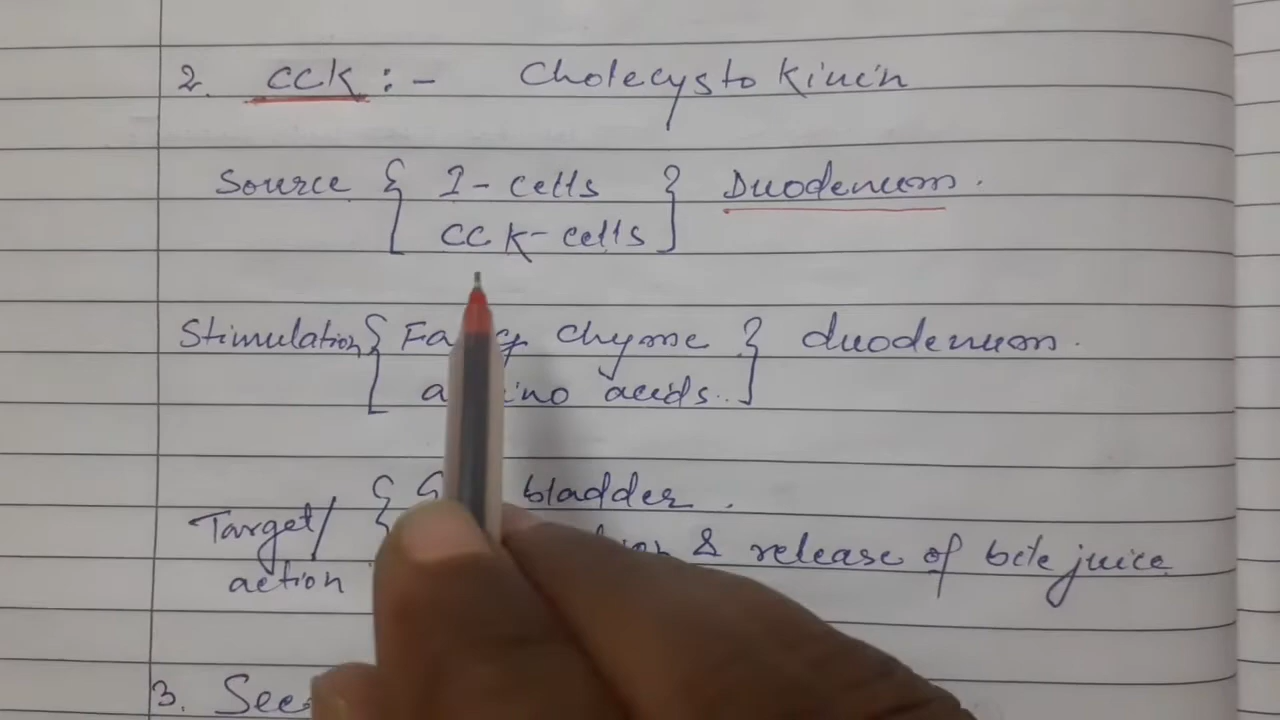 2. CCK :- Cholecystokinin
Source { I-cells } Duodenum.
CCK-cells
Stimulation { chyme } duodenum.
acids..
Target/ { bladder.
action & release of bile juice
3.